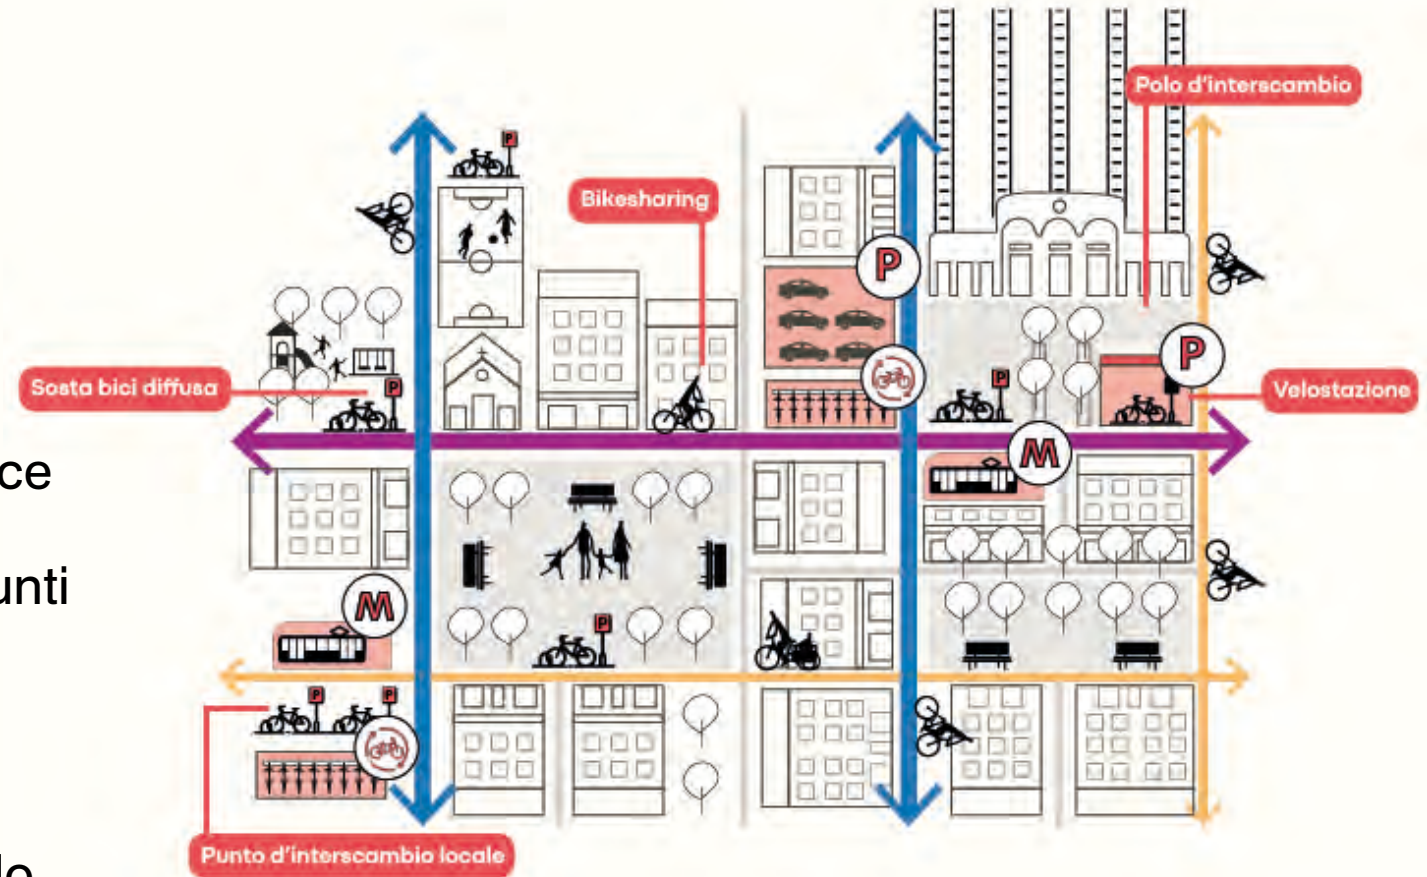 Polo d'interscambio
P
Bikesharing
P
P
Sosta bici diffusa
P
P
Velostazione
M
ce
unti
M
P
P
P
Punto d'interscambio locale